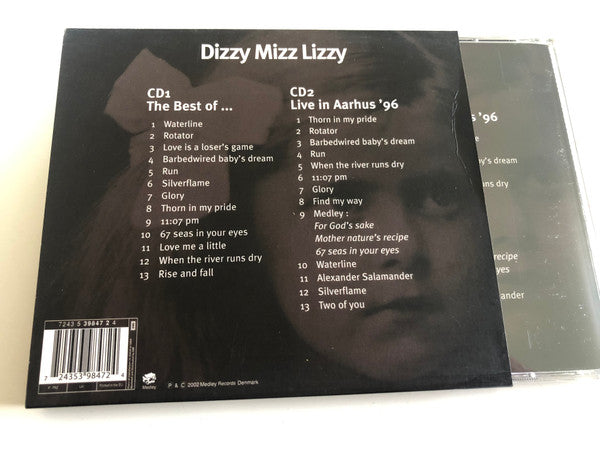 Dizzy Mizz Lizzy
CD1
The Best of ...
1 Waterline
2 Rotator
3 Love is a loser's game
4 Barbedwired baby's dream
5 Run
6 Silverflame
7 Glory
8 Thorn in my pride
9 11:07 pm
10 67 seas in your eyes
11 Love me a little
12 When the river runs dry
13 Rise and fall
CD2
Live in Aarhus '96
1 Thorn in my pride
2 Rotator
3 Barbedwired baby's dream
4 Run
5 When the river runs dry
6 11:07 pm
7 Glory
8 Find my way
9 Medley :
For God's sake
Mother nature's recipe
67 seas in your eyes
10 Waterline
11 Alexander Salamander
12 Silverflame
13 Two of you
7243 5 39847 2 4
7 24353 98472 4
Medley
P & C 2002 Medley Records Denmark
s '96
de
y's dream
s dry
recipe
eyes
ander